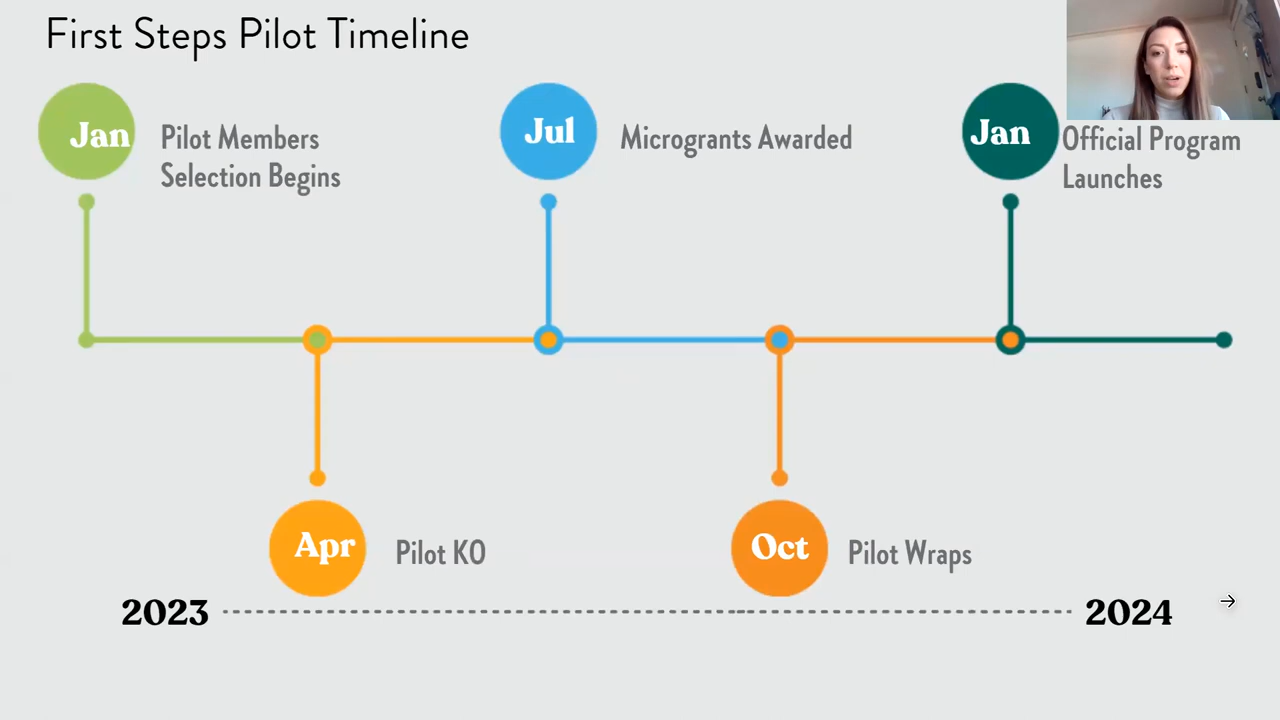 First Steps Pilot Timeline
Jan
Pilot Members
Selection Begins
Jul
Microgrants Awarded
Jan
Official Program
Launches
Apr
Pilot KO
Oct
Pilot Wraps
2023
2024